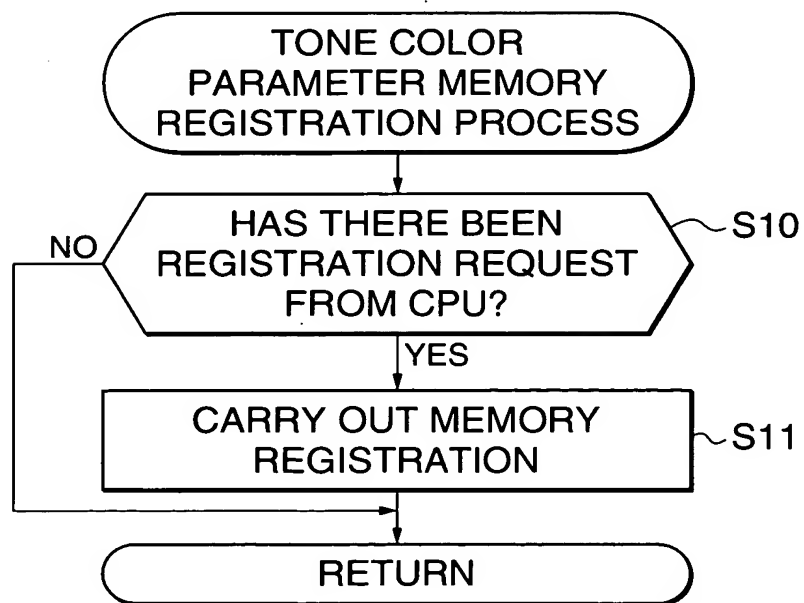 TONE COLOR
PARAMETER MEMORY
REGISTRATION PROCESS
HAS THERE BEEN
REGISTRATION REQUEST
FROM CPU?
S10
NO
YES
CARRY OUT MEMORY
REGISTRATION
S11
RETURN